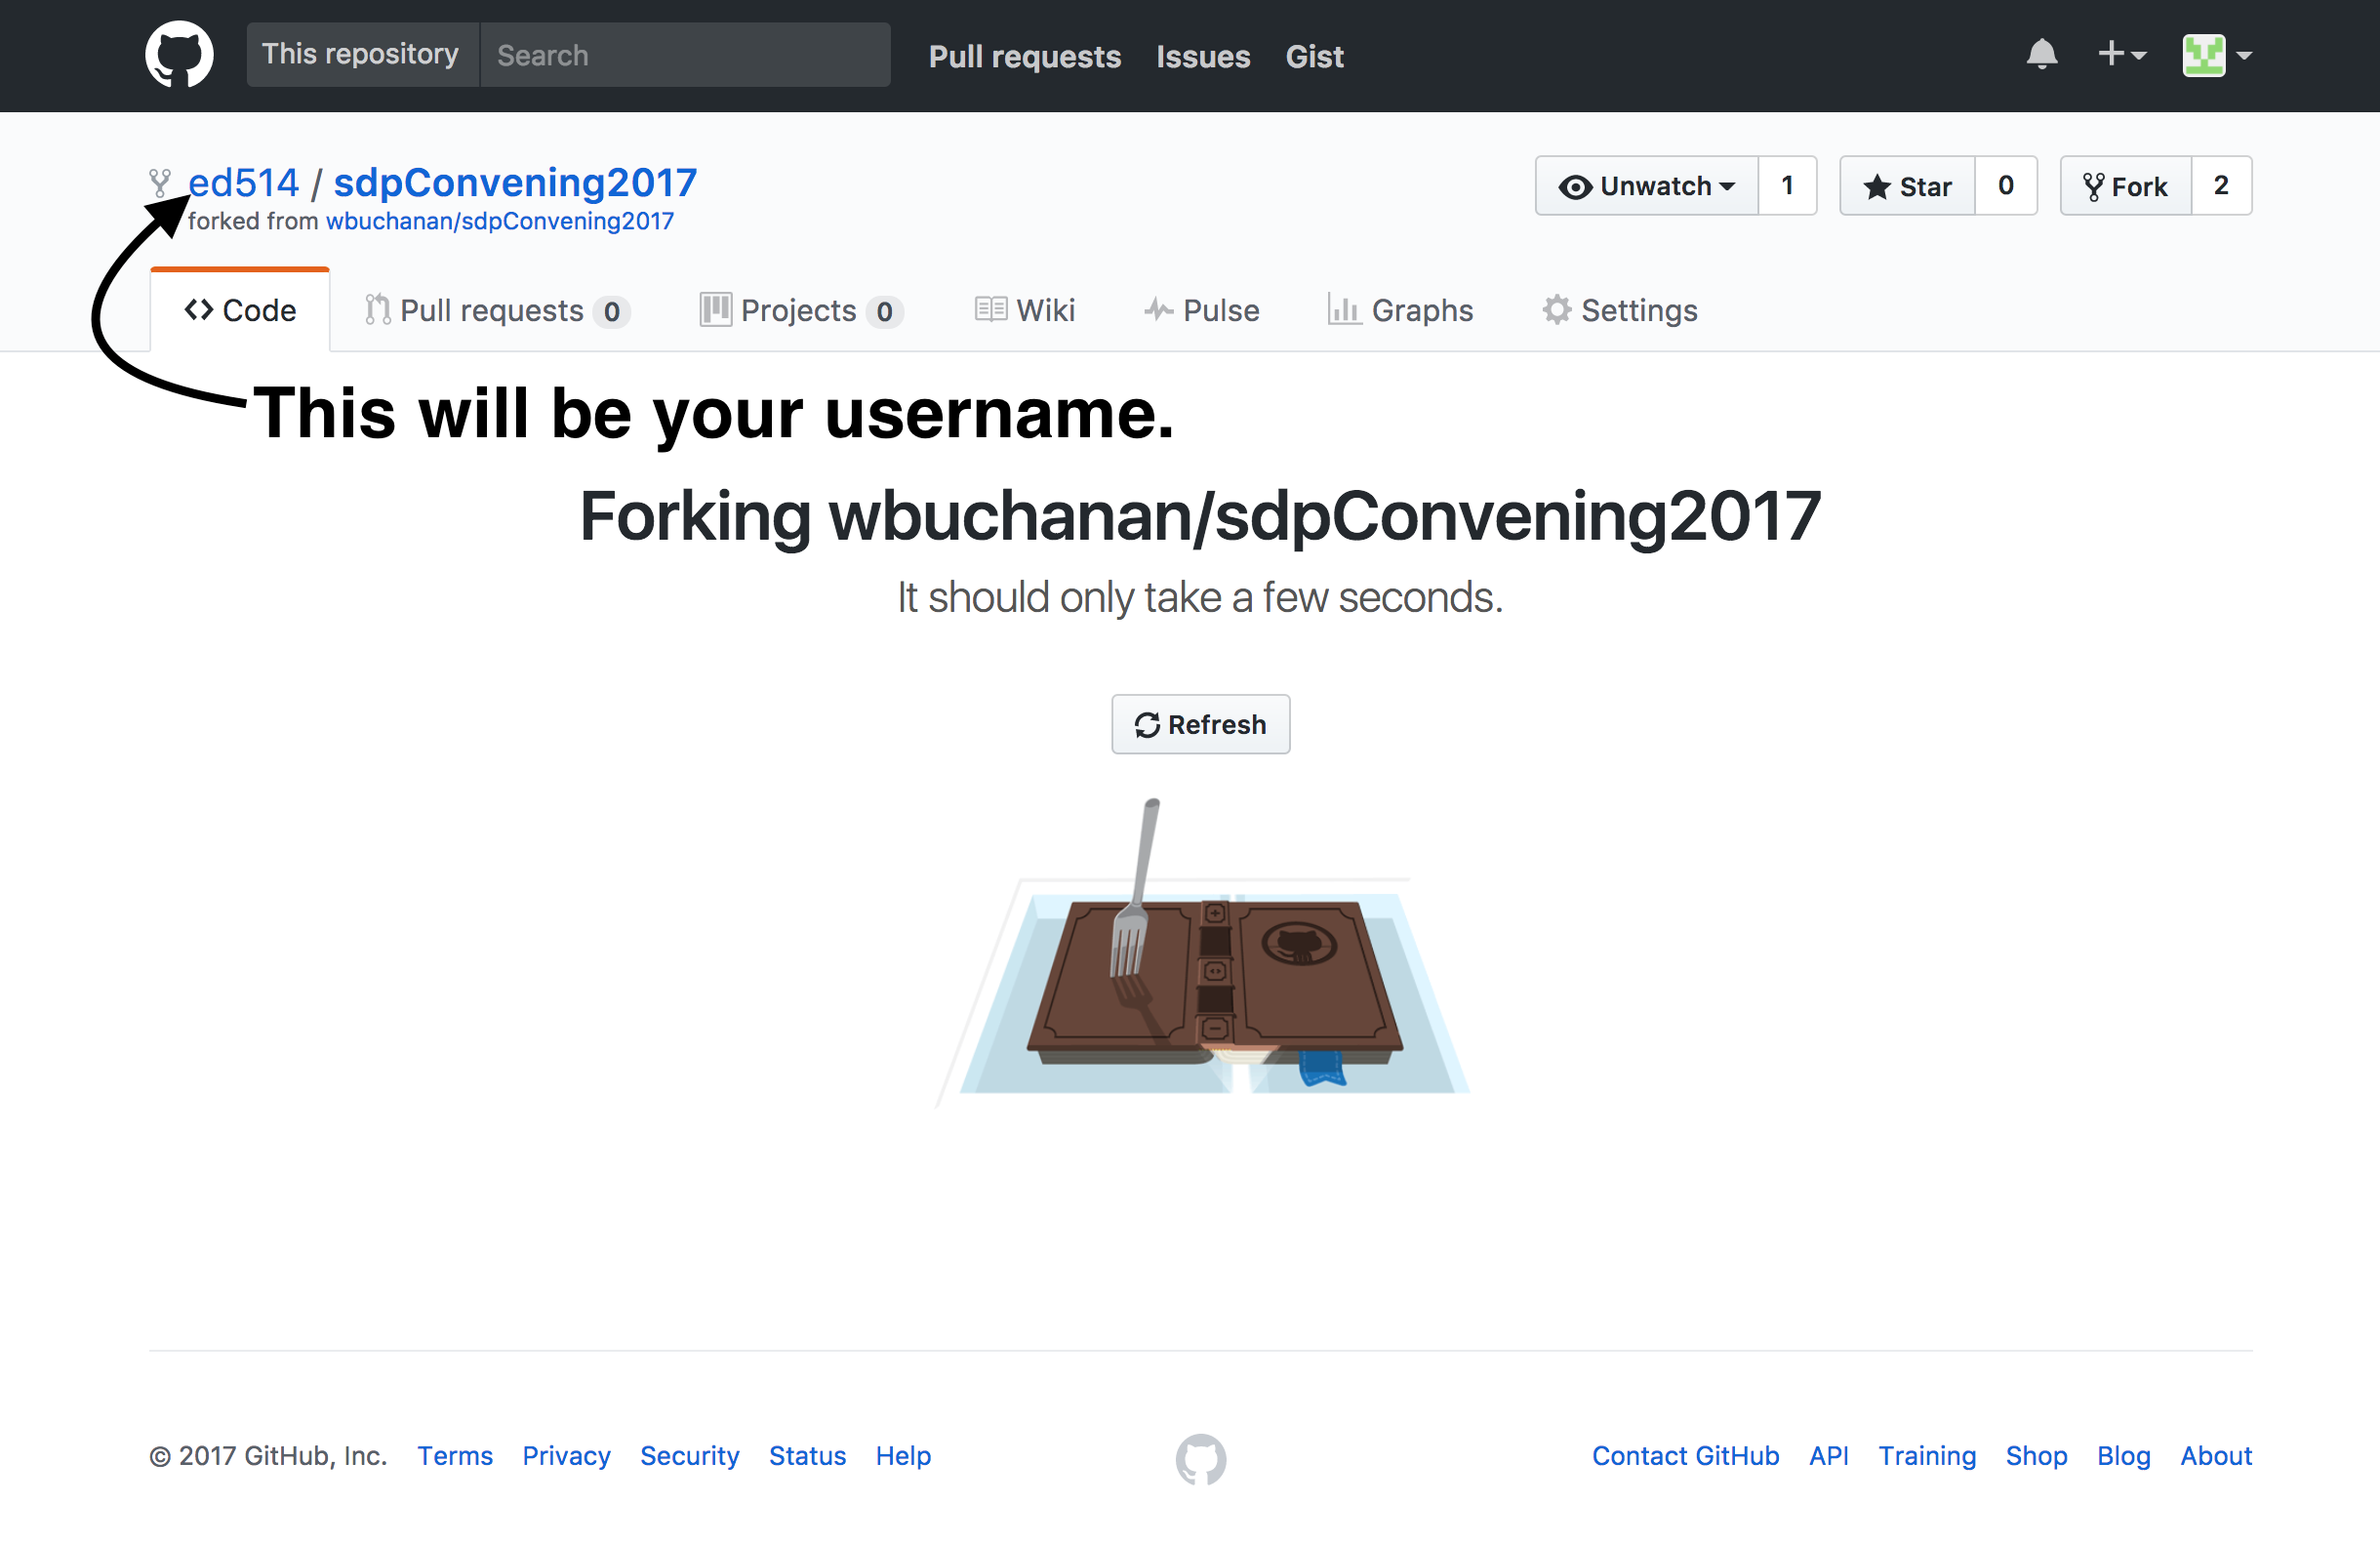 This repository Search Pull requests Issues Gist
ed514 / sdpConvening2017 Unwatch 1 Star 0 Fork 2
forked from wbuchanan/sdpConvening2017
Code Pull requests 0 Projects 0 Wiki Pulse Graphs Settings
This will be your username.
Forking wbuchanan/sdpConvening2017
It should only take a few seconds.
Refresh
© 2017 GitHub, Inc. Terms Privacy Security Status Help Contact GitHub API Training Shop Blog About